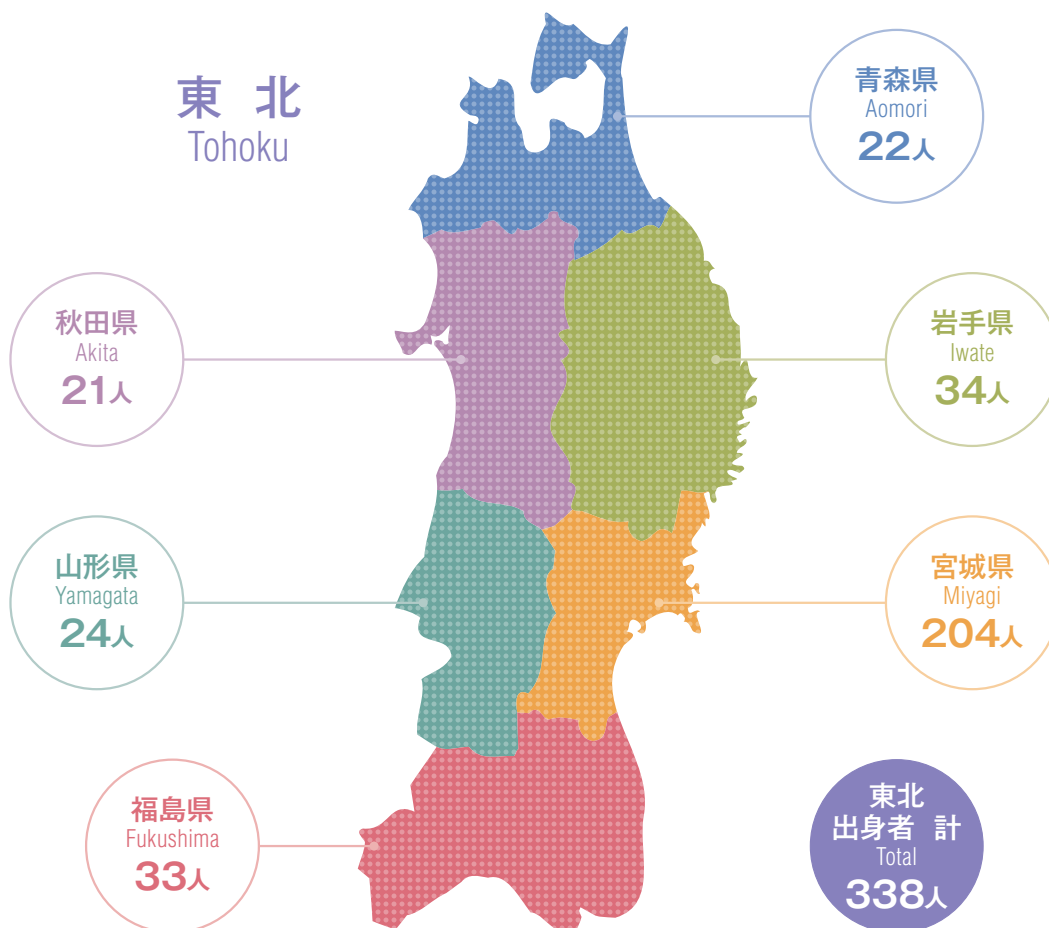 東北
Tohoku
青森県
Aomori
22人
秋田県
Akita
21人
岩手県
Iwate
34人
山形県
Yamagata
24人
宮城県
Miyagi
204人
福島県
Fukushima
33人
東北
出身者 計
Total
338人